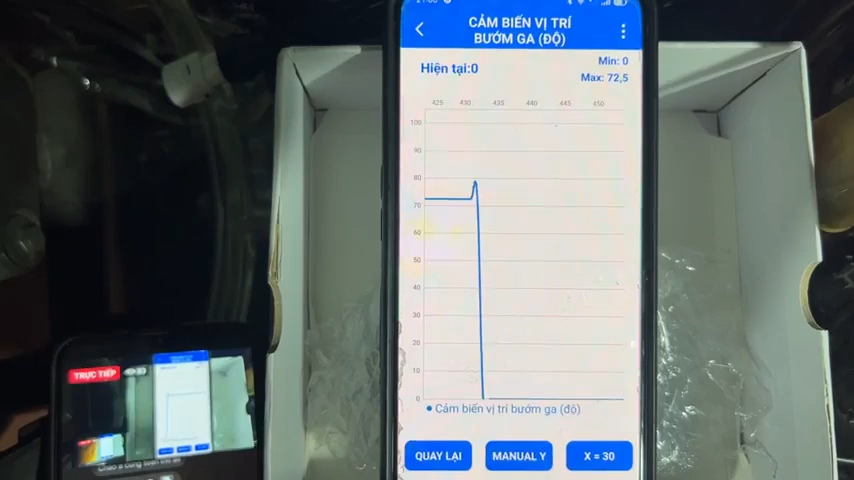 CẢM BIẾN VỊ TRÍ
BƯỚM GA (ĐỘ)
Hiện tại:0
Min: 0
Max: 72,5
425 430 435 440 445 450
100
90
80
70
60
50
40
30
20
10
0
Cảm biến vị trí bướm ga (độ)
QUAY LẠI
MANUAL Y
X = 30
TRỰC TIẾP